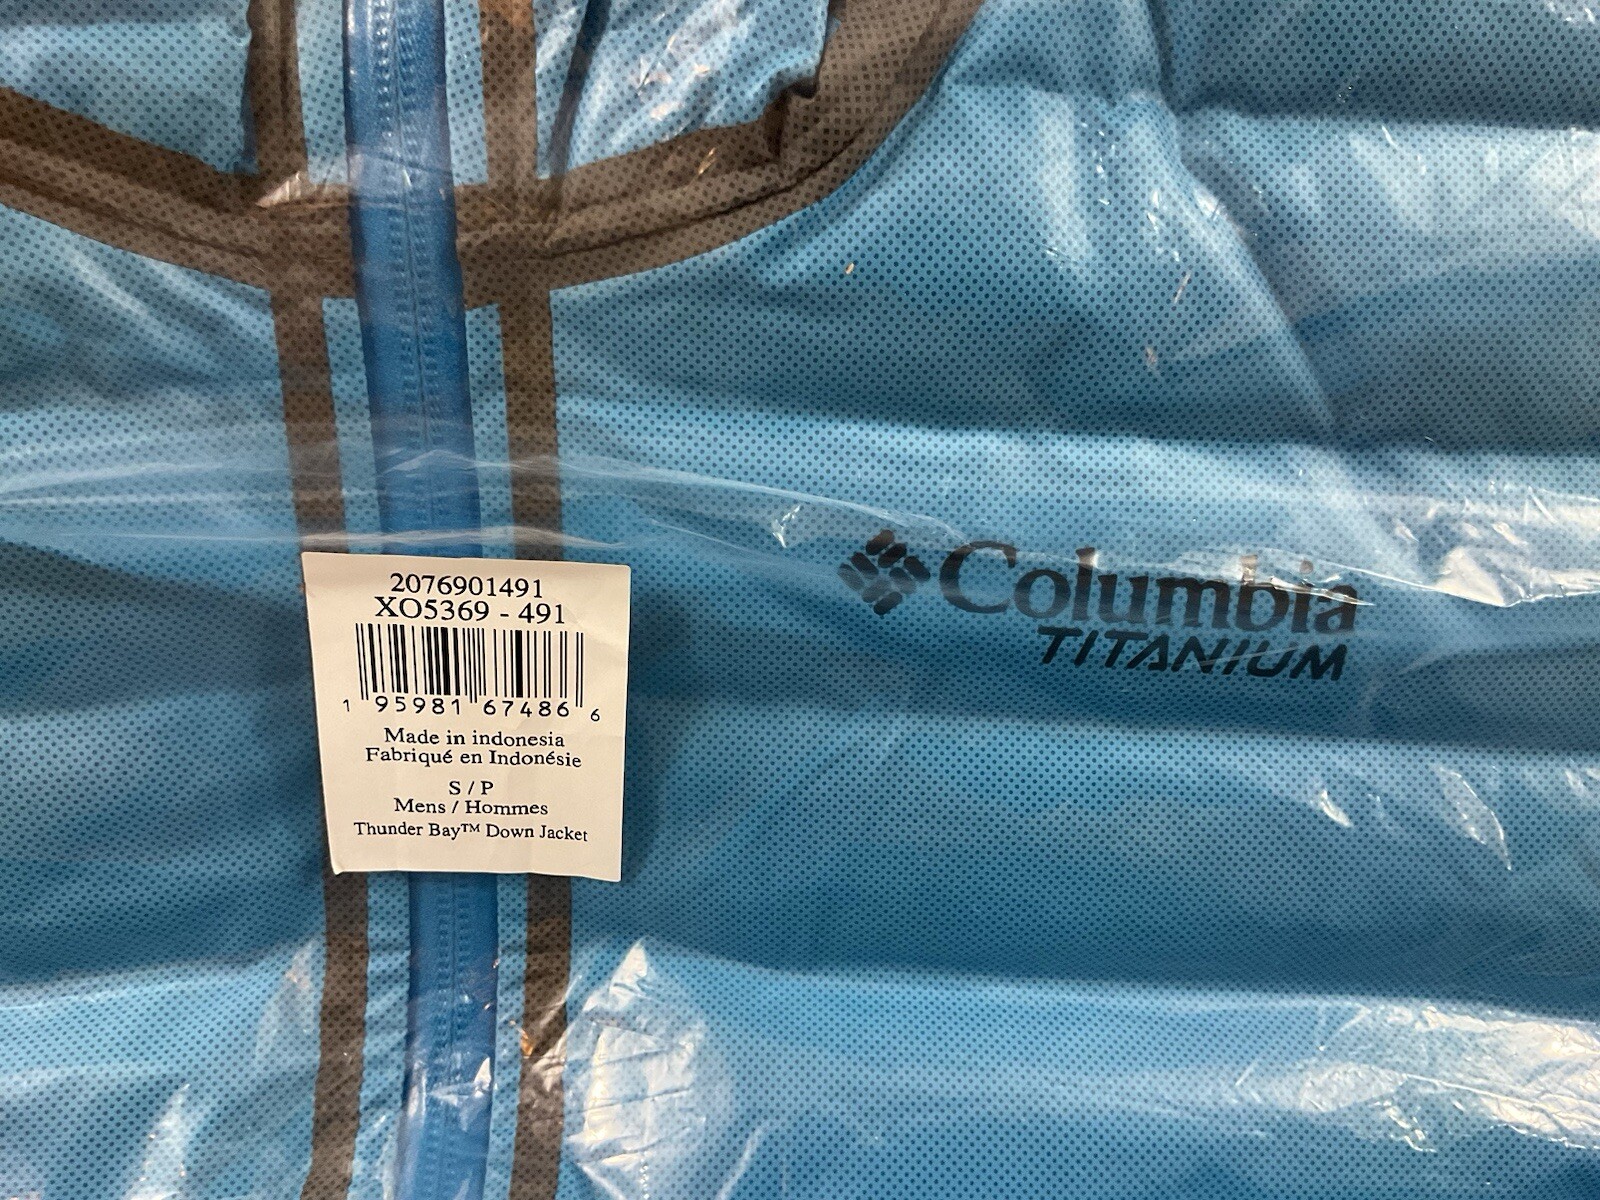 2076901491
XO5369 - 491
1 95981 67486 6
Made in indonesia
Fabriqué en Indonésie
S / P
Mens / Hommes
Thunder Bay™ Down Jacket
Columbia
TITANIUM